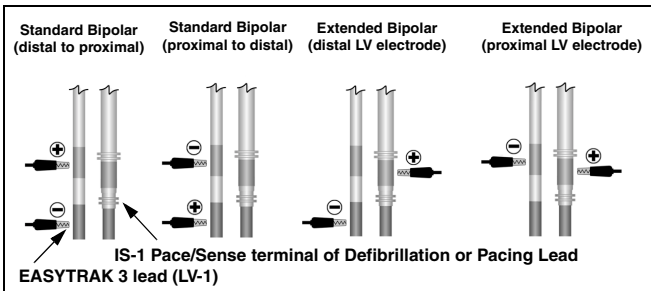 Standard Bipolar
(distal to proximal)
Standard Bipolar
(proximal to distal)
Extended Bipolar
(distal LV electrode)
Extended Bipolar
(proximal LV electrode)
+
−
−
+
+
−
−
+
IS-1 Pace/Sense terminal of Defibrillation or Pacing Lead
EASYTRAK 3 lead (LV-1)